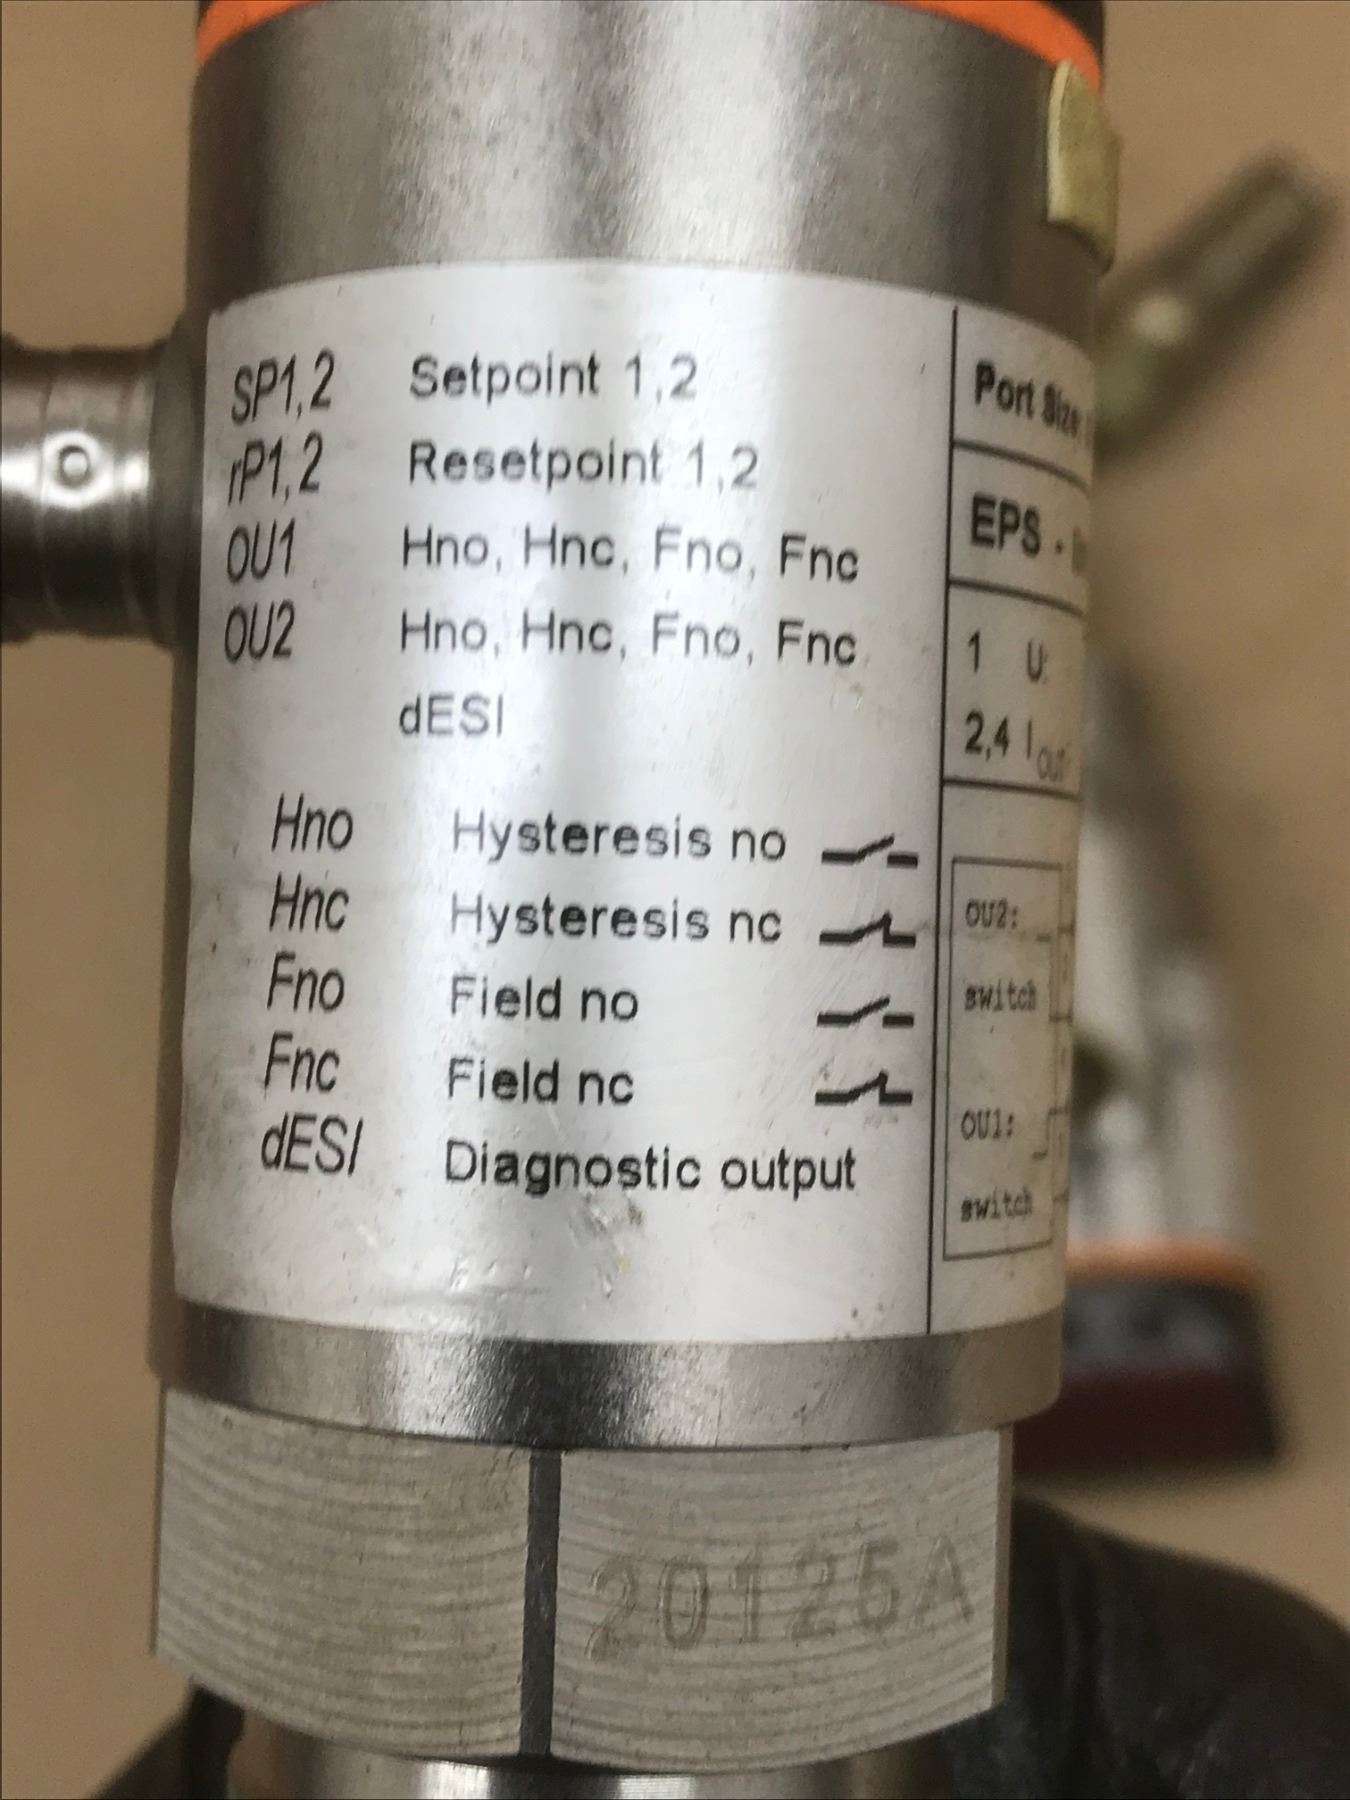 SP1,2 Setpoint 1,2
rP1,2 Resetpoint 1,2
OU1 Hno, Hnc, Fno, Fnc
OU2 Hno, Hnc, Fno, Fnc
dESI
Hno Hysteresis no
Hnc Hysteresis nc
Fno Field no
Fnc Field nc
dESI Diagnostic output
Port Size:
EPS -
1 U:
2,4 IOUT
OU2:
switch
OU1:
switch
20125A